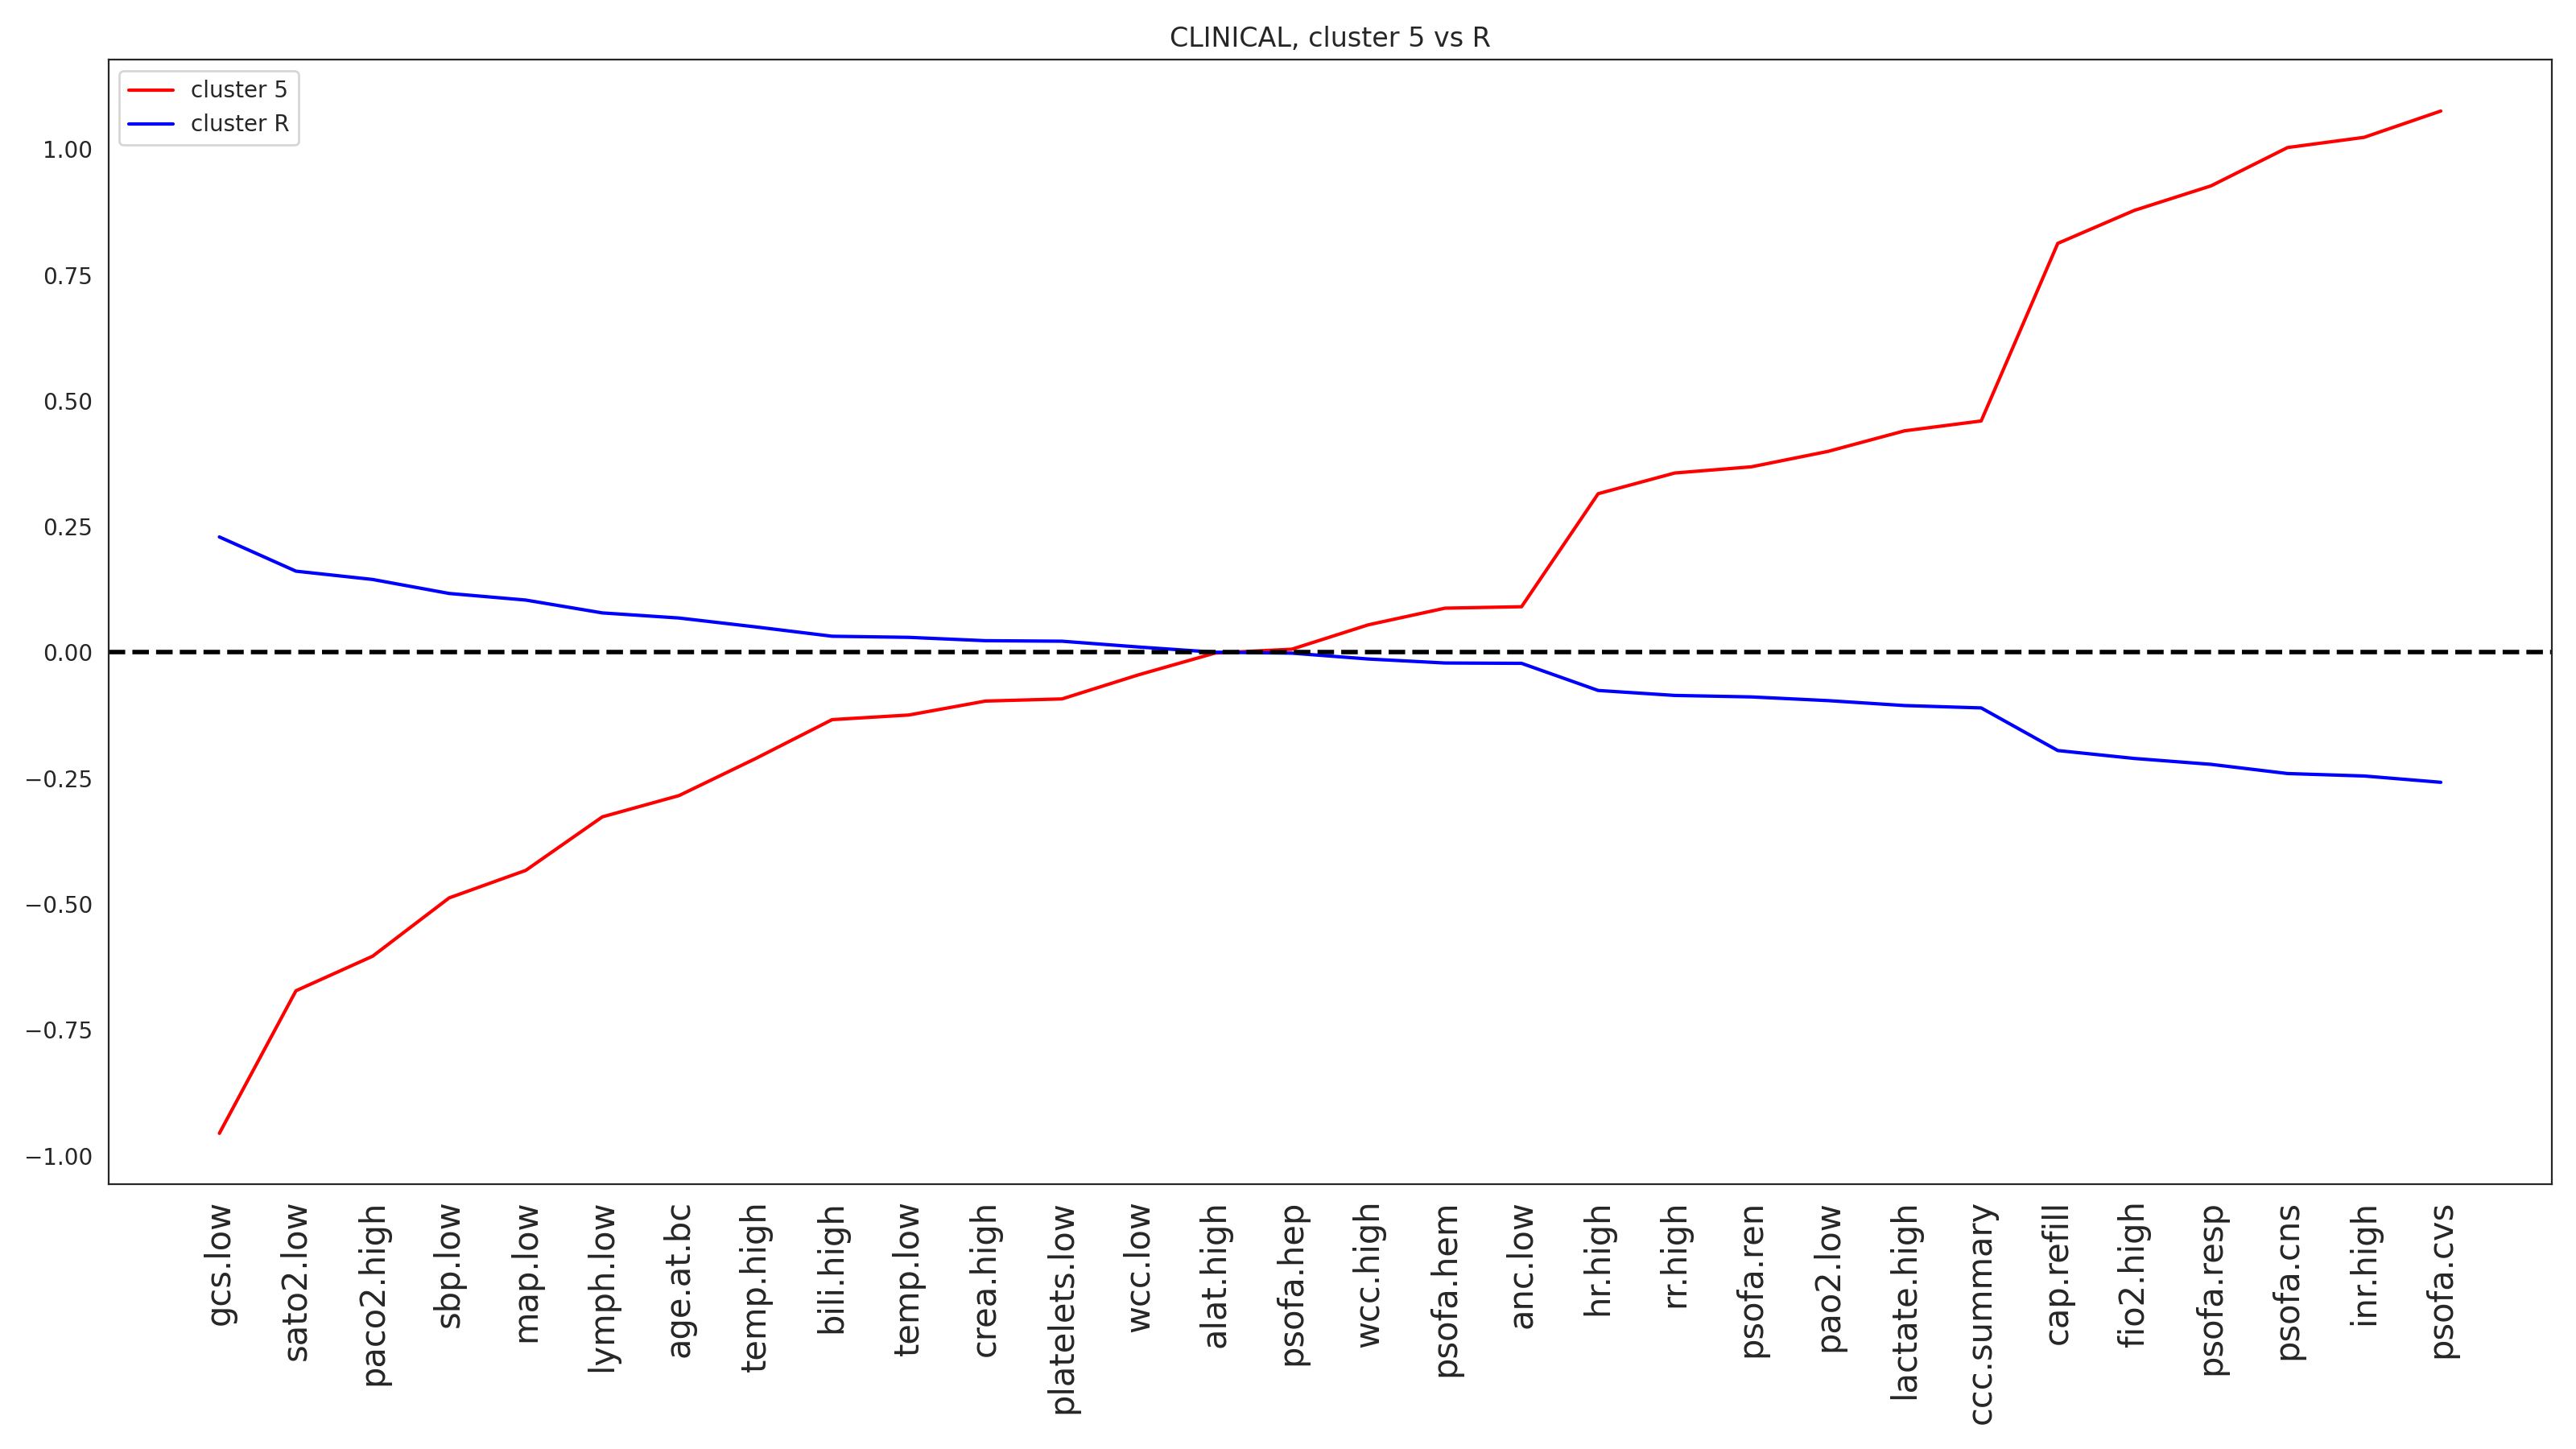 CLINICAL, cluster 5 vs R
cluster 5
cluster R
1.00
0.75
0.50
0.25
0.00
−0.25
−0.50
−0.75
−1.00
gcs.low
sato2.low
paco2.high
sbp.low
map.low
lymph.low
age.at.bc
temp.high
bili.high
temp.low
crea.high
platelets.low
wcc.low
alat.high
psofa.hep
wcc.high
psofa.hem
anc.low
hr.high
rr.high
psofa.ren
pao2.low
lactate.high
ccc.summary
cap.refill
fio2.high
psofa.resp
psofa.cns
inr.high
psofa.cvs